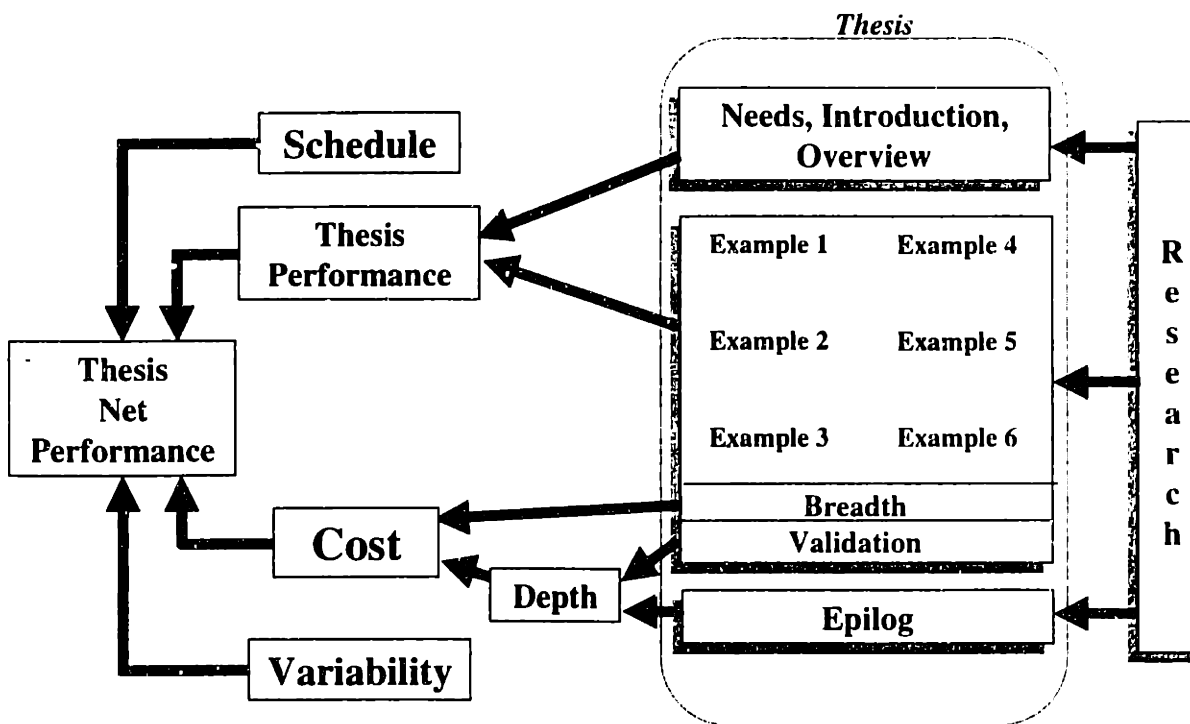 Thesis
Needs, Introduction,
Overview
Schedule
Thesis
Performance
Example 1
Example 4
Example 2
Example 5
Example 3
Example 6
Breadth
Validation
Thesis
Net
Performance
Cost
Depth
Epilog
Variability
R
e
s
e
a
r
c
h